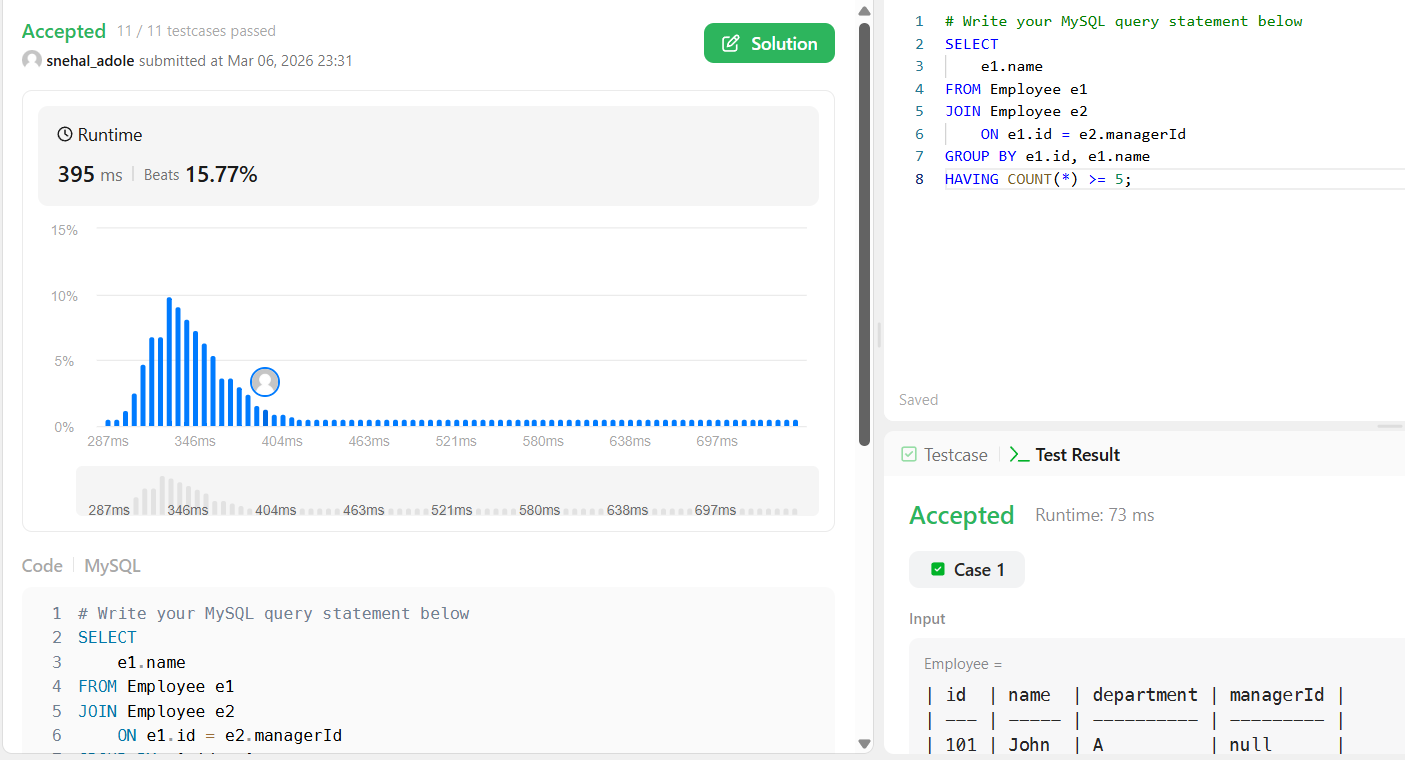 Accepted 11 / 11 testcases passed
snehal_adole submitted at Mar 06, 2026 23:31
Solution
Runtime
395 ms | Beats 15.77%
15%
10%
5%
0%
287ms 346ms 404ms 463ms 521ms 580ms 638ms 697ms
287ms 346ms 404ms 463ms 521ms 580ms 638ms 697ms
Code | MySQL
1 # Write your MySQL query statement below
2 SELECT
3     e1.name
4 FROM Employee e1
5 JOIN Employee e2
6     ON e1.id = e2.managerId
1 # Write your MySQL query statement below
2 SELECT
3     e1.name
4 FROM Employee e1
5 JOIN Employee e2
6     ON e1.id = e2.managerId
7 GROUP BY e1.id, e1.name
8 HAVING COUNT(*) >= 5;
Saved
Testcase | Test Result
Accepted Runtime: 73 ms
Case 1
Input
Employee =
| id  | name  | department | managerId |
| --- | ----- | ---------- | --------- |
| 101 | John  | A          | null      |